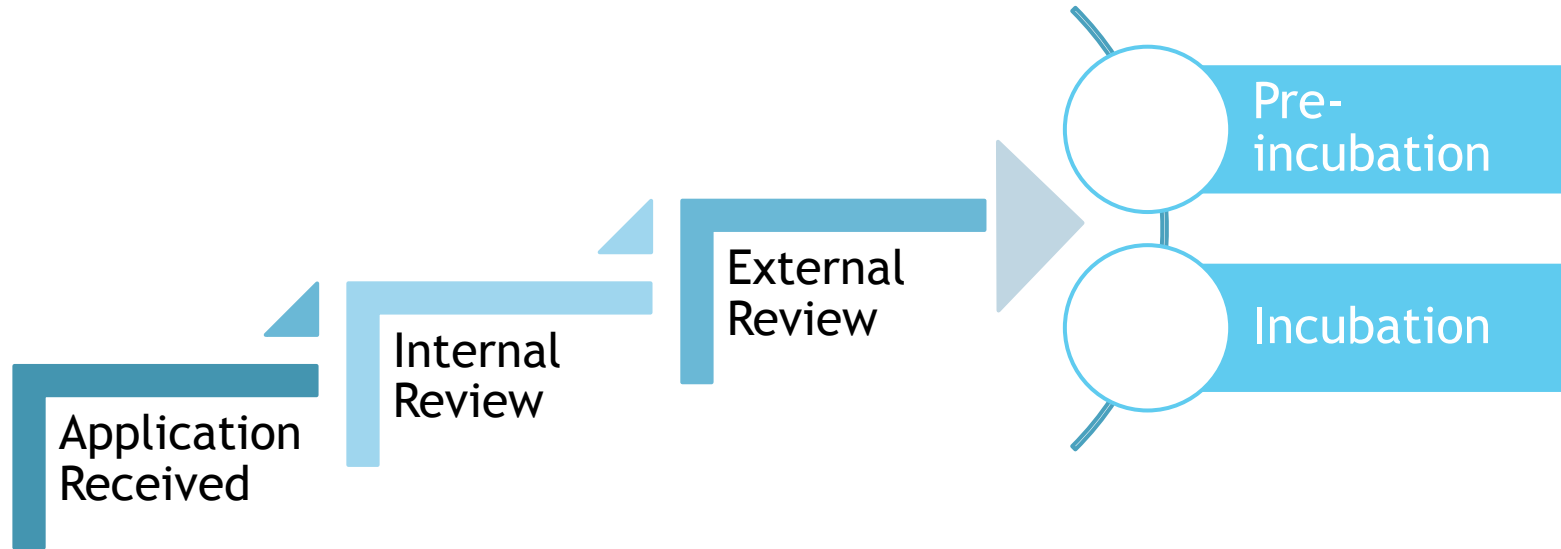 Application
Received
Internal
Review
External
Review
Pre-
incubation
Incubation